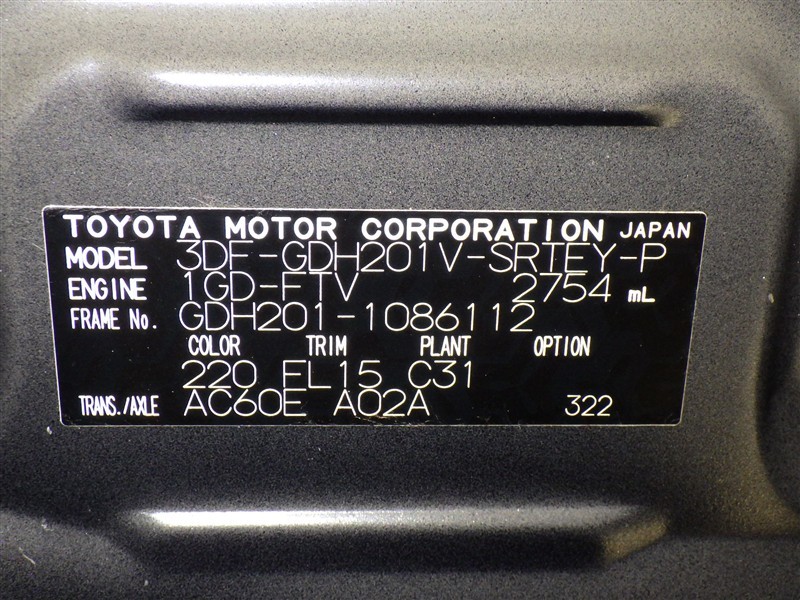 TOYOTA MOTOR CORPORATION JAPAN
MODEL 3DF-GDH201V-SRTEY-P
ENGINE 1GD-FTV 2754 mL
FRAME No. GDH201-1086112
COLOR TRIM PLANT OPTION
220 FL15 C31
TRANS./AXLE AC60E A02A 322